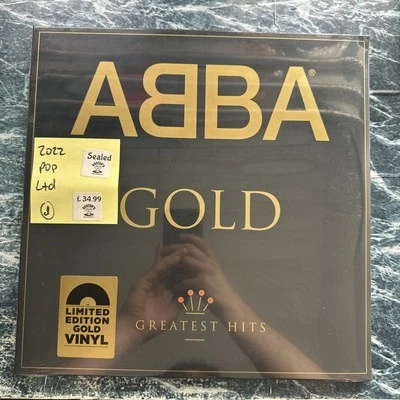 ABBA®
2022
POP
Ltd
J
Sealed
£34.99
GOLD
LIMITED
EDITION
GOLD
VINYL
GREATEST HITS